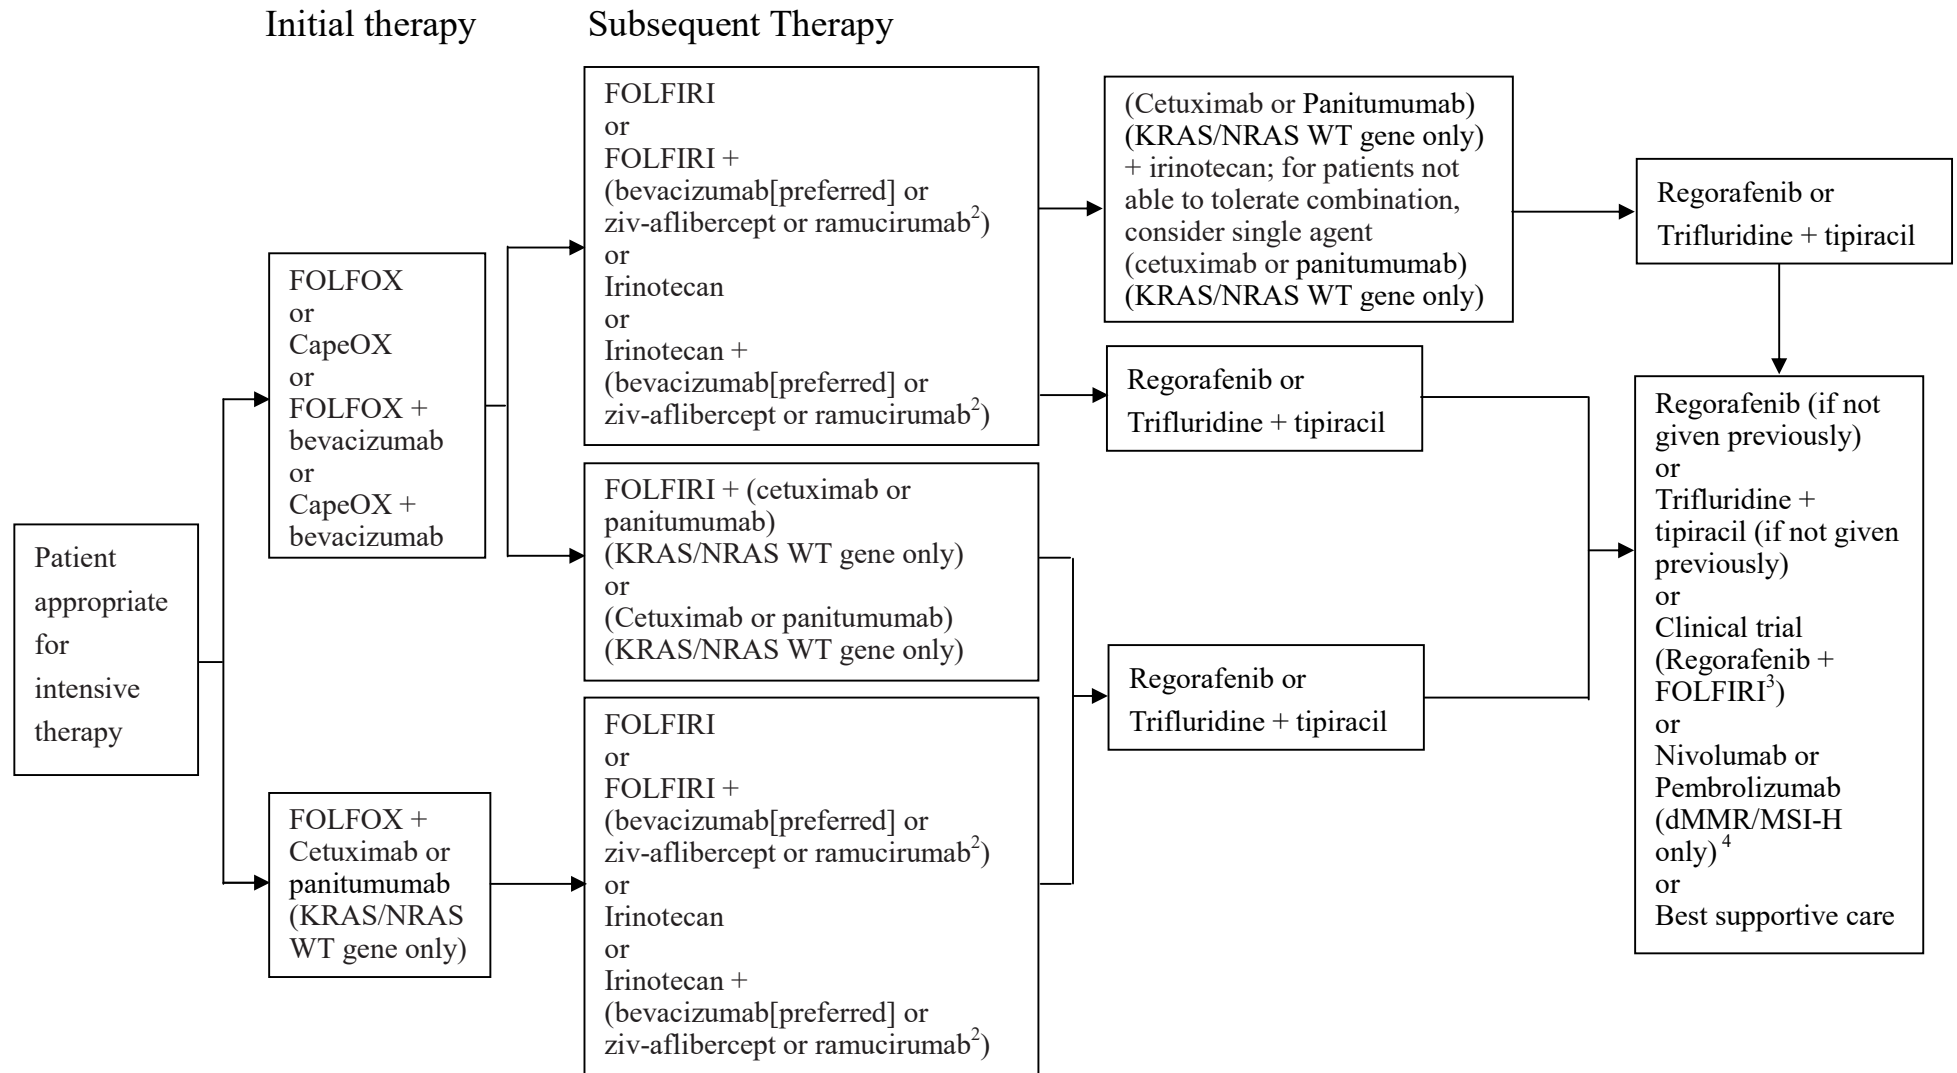 Initial therapy
Subsequent Therapy
Patient
appropriate
for
intensive
therapy
FOLFOX
or
CapeOX
or
FOLFOX +
bevacizumab
or
CapeOX +
bevacizumab
FOLFOX +
Cetuximab or
panitumumab
(KRAS/NRAS
WT gene only)
FOLFIRI
or
FOLFIRI +
(bevacizumab[preferred] or
ziv-aflibercept or ramucirumab²)
or
Irinotecan
or
Irinotecan +
(bevacizumab[preferred] or
ziv-aflibercept or ramucirumab²)
FOLFIRI + (cetuximab or
panitumumab)
(KRAS/NRAS WT gene only)
or
(Cetuximab or panitumumab)
(KRAS/NRAS WT gene only)
FOLFIRI
or
FOLFIRI +
(bevacizumab[preferred] or
ziv-aflibercept or ramucirumab²)
or
Irinotecan
or
Irinotecan +
(bevacizumab[preferred] or
ziv-aflibercept or ramucirumab²)
(Cetuximab or Panitumumab)
(KRAS/NRAS WT gene only)
+ irinotecan; for patients not
able to tolerate combination,
consider single agent
(cetuximab or panitumumab)
(KRAS/NRAS WT gene only)
Regorafenib or
Trifluridine + tipiracil
Regorafenib or
Trifluridine + tipiracil
Regorafenib or
Trifluridine + tipiracil
Regorafenib (if not
given previously)
or
Trifluridine +
tipiracil (if not given
previously)
or
Clinical trial
(Regorafenib +
FOLFIRI³)
or
Nivolumab or
Pembrolizumab
(dMMR/MSI-H
only) ⁴
or
Best supportive care